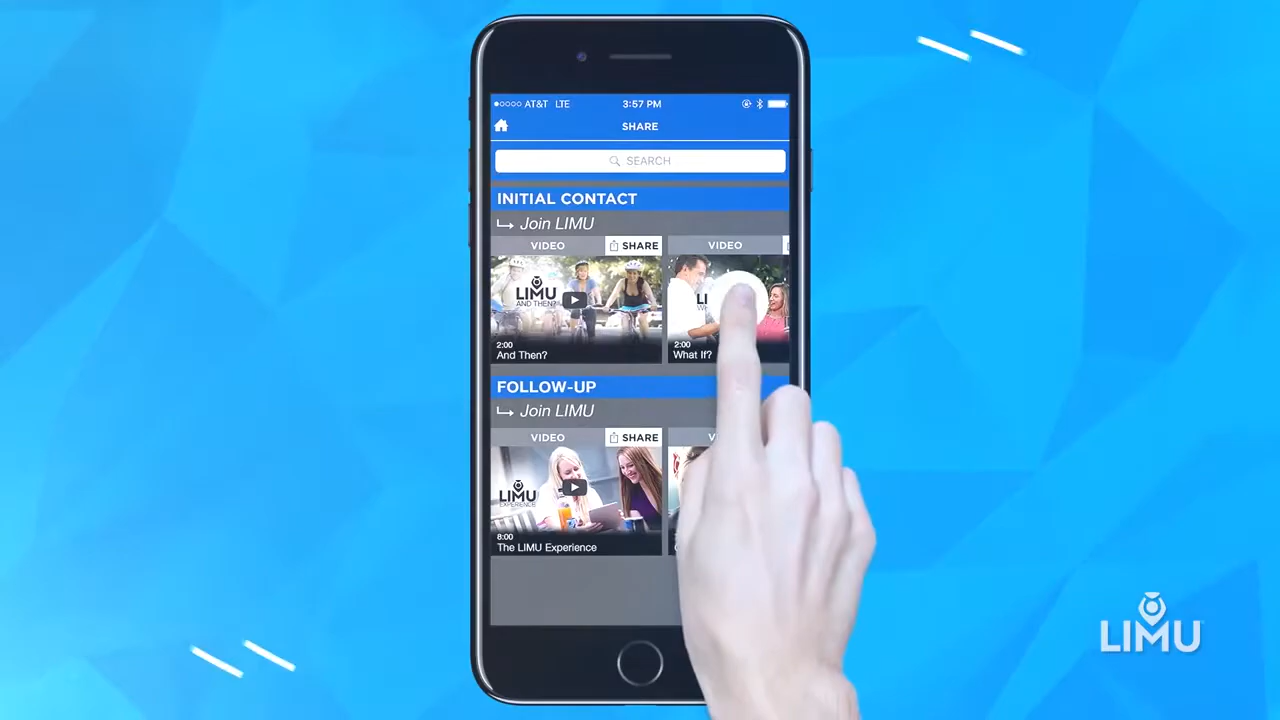 AT&T LTE 3:57 PM
SHARE
SEARCH
INITIAL CONTACT
Join LIMU
VIDEO SHARE VIDEO
LIMU
AND THEN?
LI
2:00
And Then?
2:00
What If?
FOLLOW-UP
Join LIMU
VIDEO SHARE V
LIMU
EXPERIENCE
8:00
The LIMU Experience
LIMU